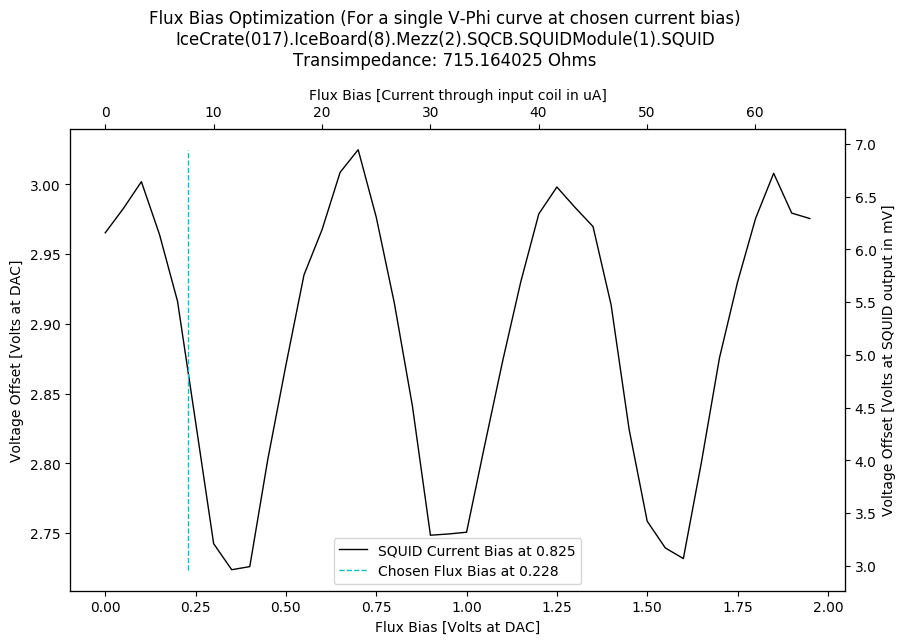 Flux Bias Optimization (For a single V-Phi curve at chosen current bias)
IceCrate(017).IceBoard(8).Mezz(2).SQCB.SQUIDModule(1).SQUID
Transimpedance: 715.164025 Ohms
Flux Bias [Current through input coil in uA]
0 10 20 30 40 50 60
Voltage Offset [Volts at DAC]
3.00
2.95
2.90
2.85
2.80
2.75
7.0
6.5
6.0
5.5
5.0
4.5
4.0
3.5
3.0
Voltage Offset [Volts at SQUID output in mV]
SQUID Current Bias at 0.825
Chosen Flux Bias at 0.228
0.00 0.25 0.50 0.75 1.00 1.25 1.50 1.75 2.00
Flux Bias [Volts at DAC]